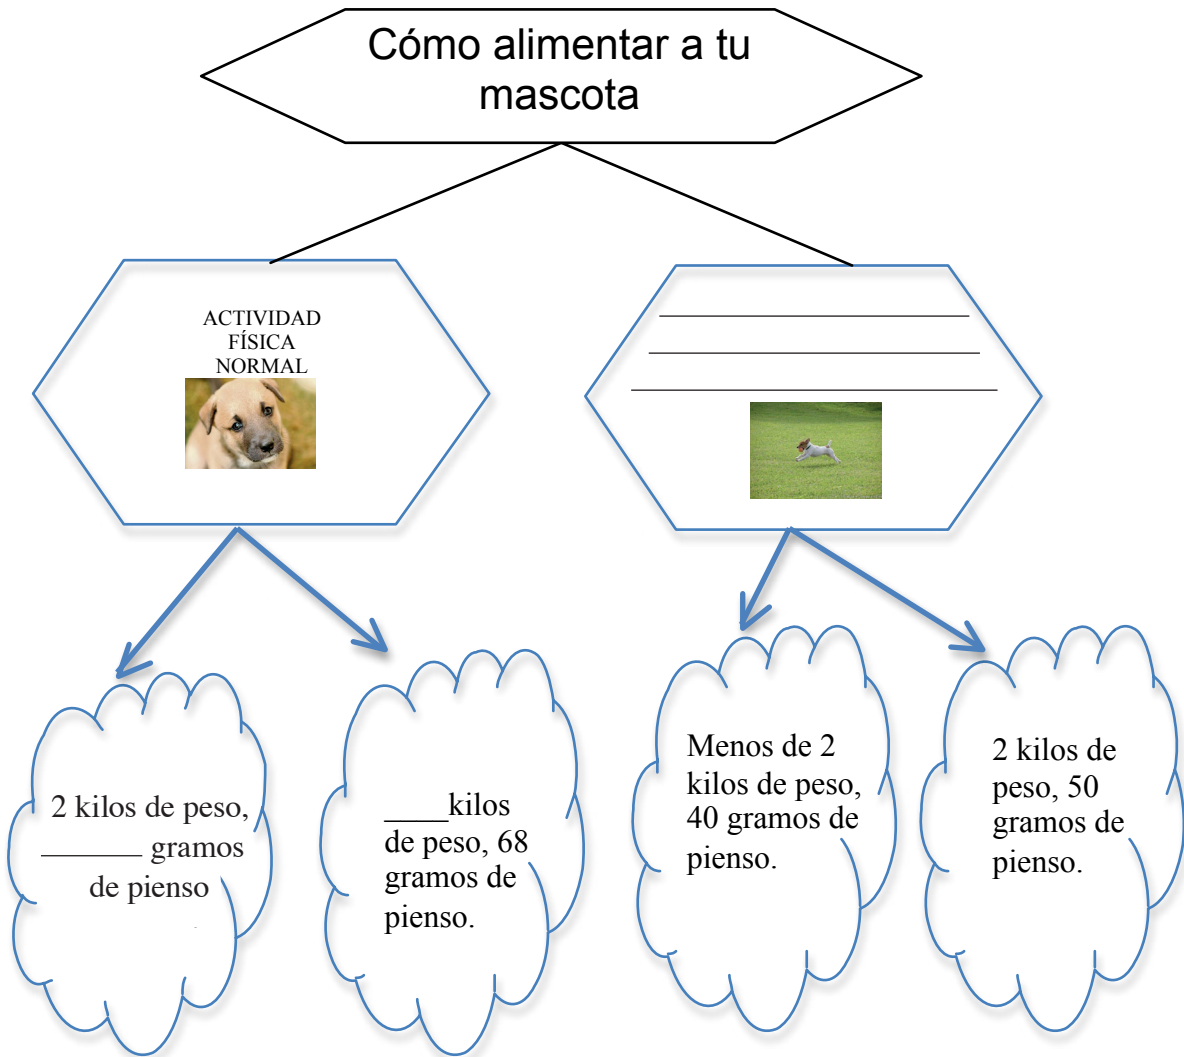 Cómo alimentar a tu
mascota
ACTIVIDAD
FÍSICA
NORMAL
2 kilos de peso,
_______ gramos
de pienso
____kilos
de peso, 68
gramos de
pienso.
Menos de 2
kilos de peso,
40 gramos de
pienso.
2 kilos de
peso, 50
gramos de
pienso.